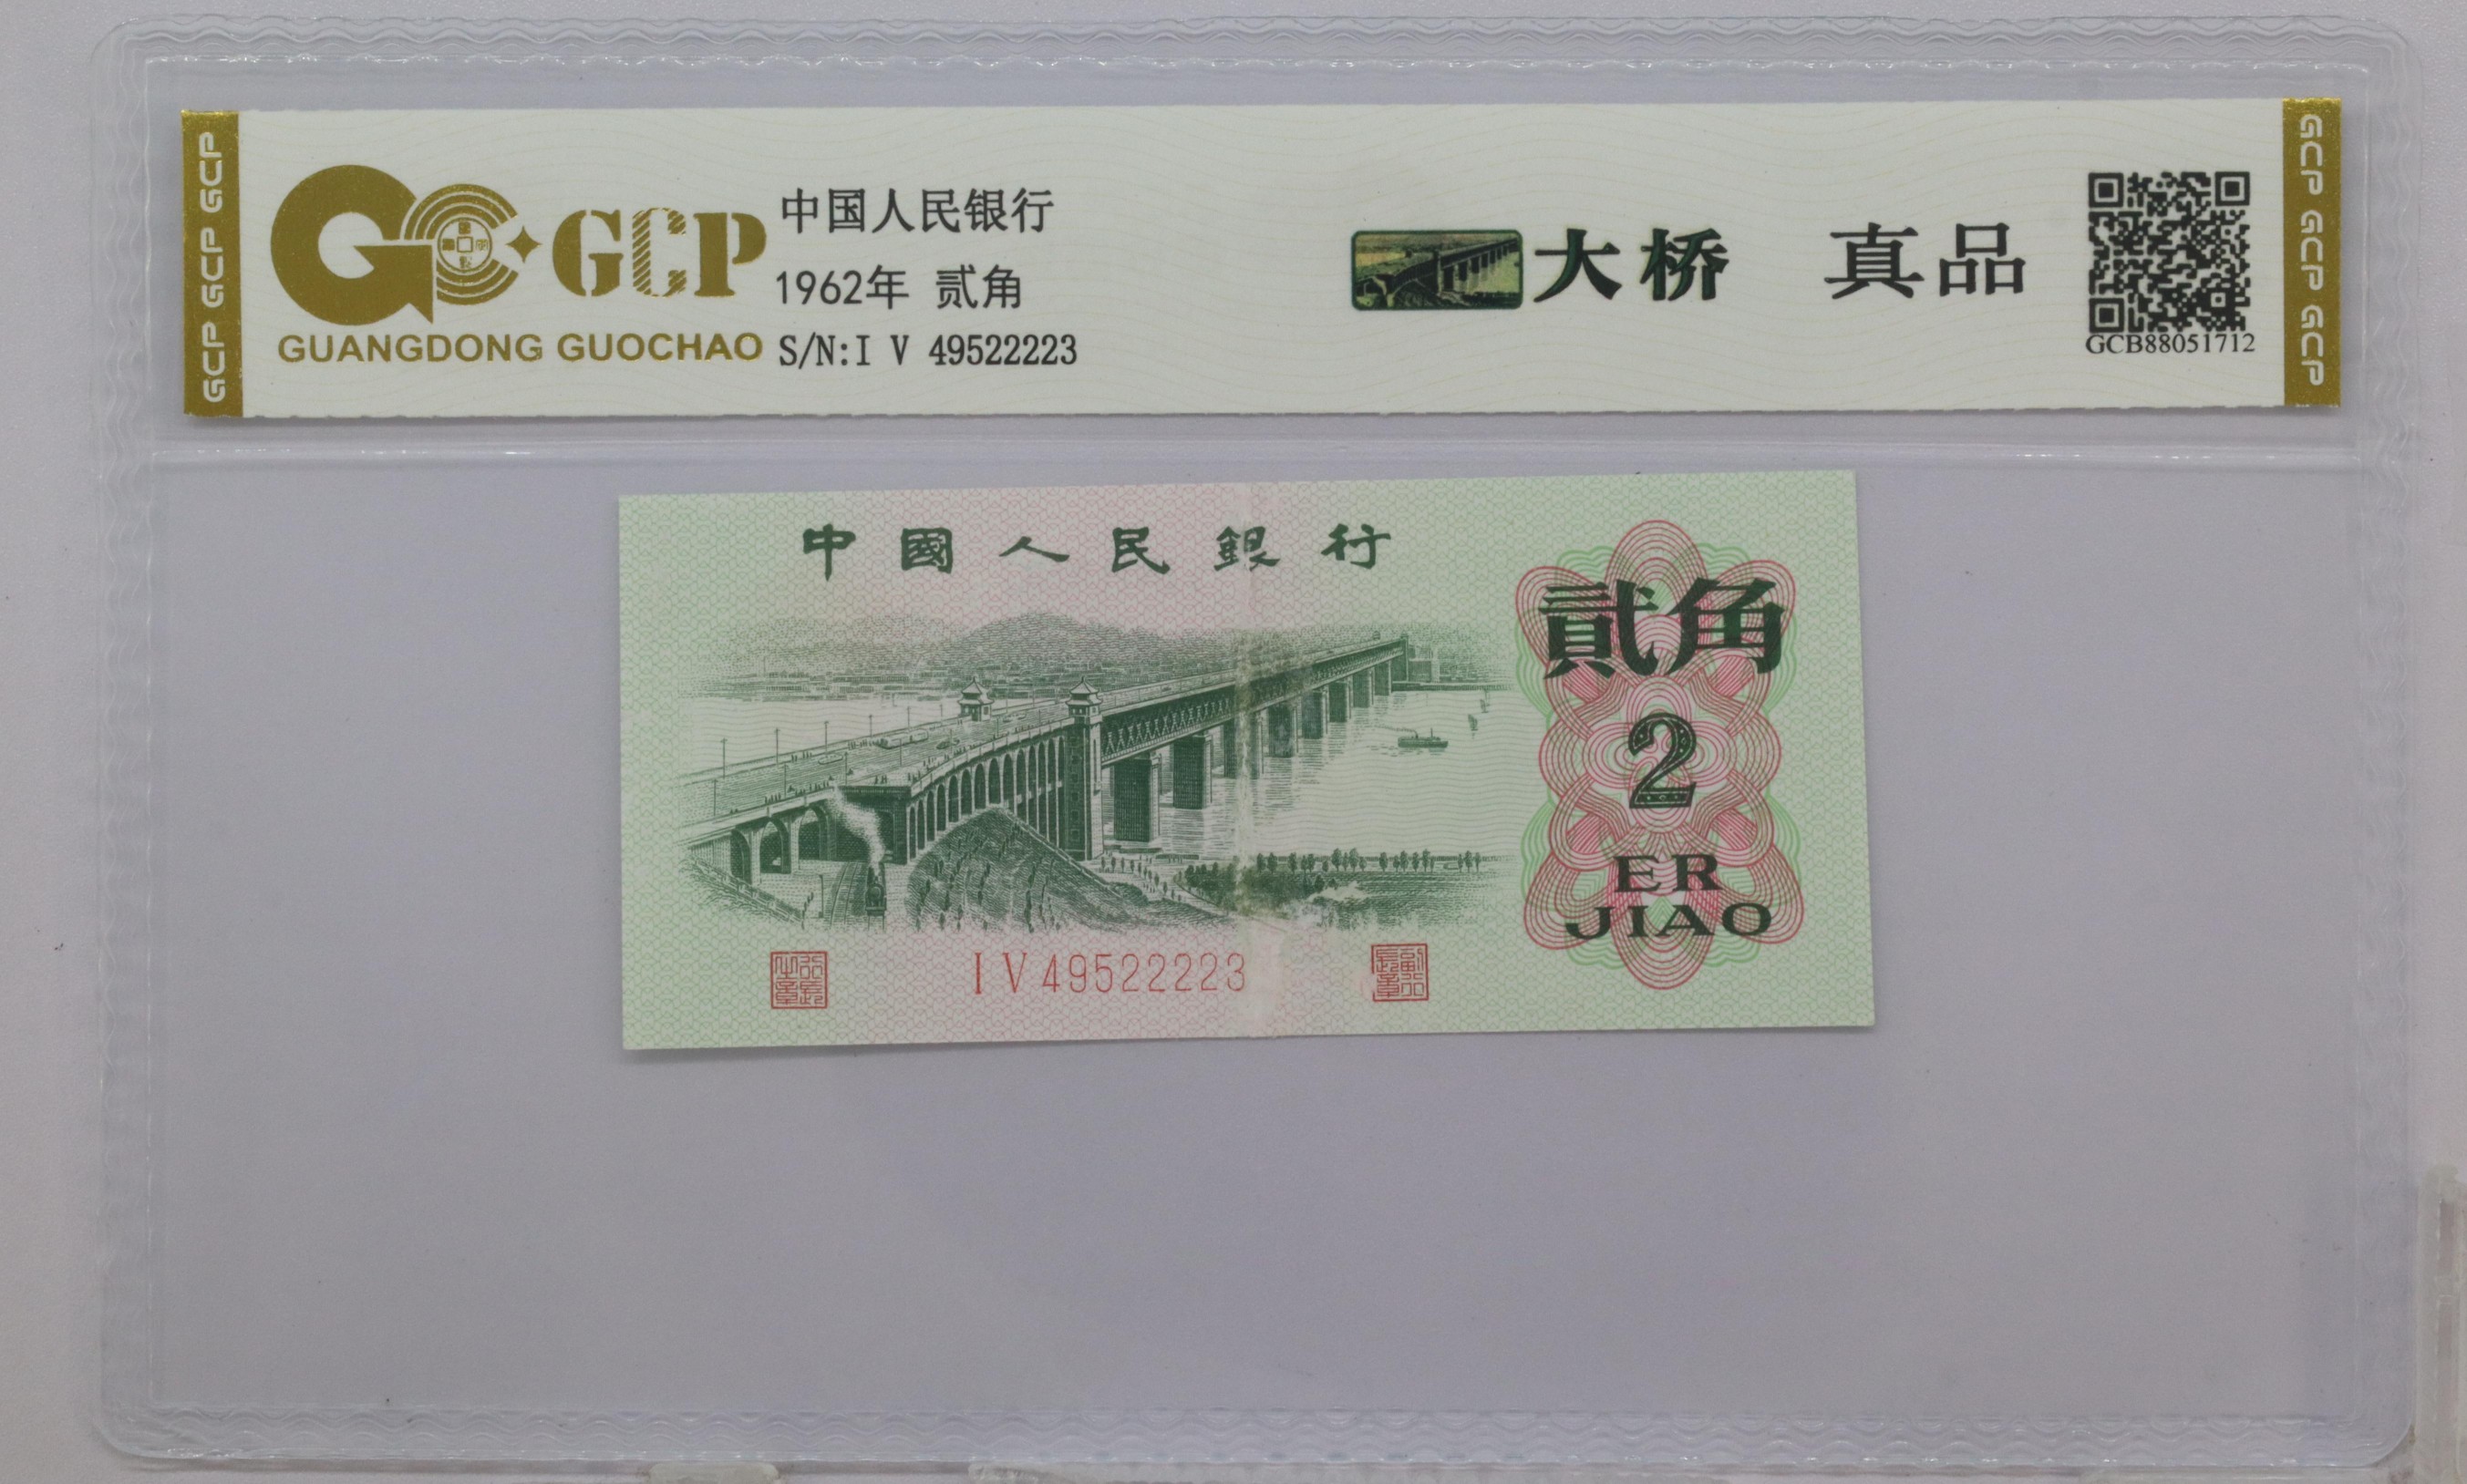 GCP GCP GCP
GCP
GUANGDONG GUOCHAO
中国人民银行
1962年 贰角
S/N:I V 49522223
大桥 真品
GCB88051712
GCP GCP GCP
中國人民銀行
貳角
2
ER
JIAO
I V 49522223